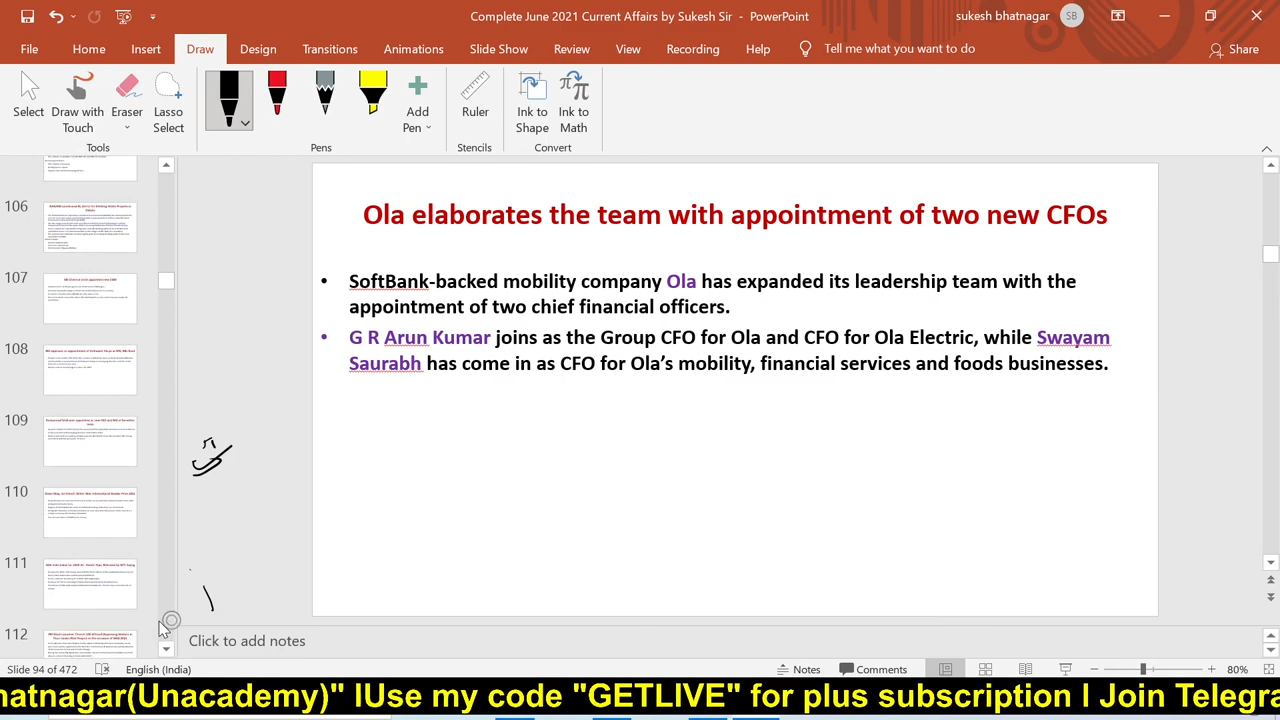 Complete June 2021 Current Affairs by Sukesh Sir - PowerPoint
sukesh bhatnagar
SB
File Home Insert Draw Design Transitions Animations Slide Show Review View Recording Help Tell me what you want to do
Share
Select
Draw with Touch
Eraser
Lasso Select
Add Pen
Ruler
Ink to Shape
Ink to Math
Tools
Pens
Stencils
Convert
106
107
108
109
110
111
112
Ola elaborates the team with appointment of two new CFOs
• SoftBank-backed mobility company Ola has expanded its leadership team with the
appointment of two chief financial officers.
• G R Arun Kumar joins as the Group CFO for Ola and CFO for Ola Electric, while Swayam
Saurabh has come in as CFO for Ola’s mobility, financial services and foods businesses.
Click to add notes
Slide 94 of 472
English (India)
Notes
Comments
80%
hatnagar(Unacademy)" lUse my code "GETLIVE" for plus subscription l Join Telegra